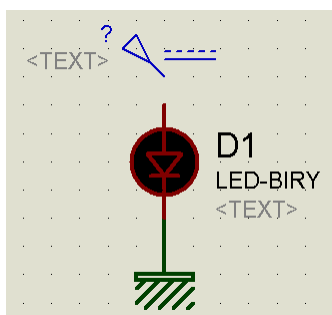 ?
<TEXT>
D1
LED-BIRY
<TEXT>